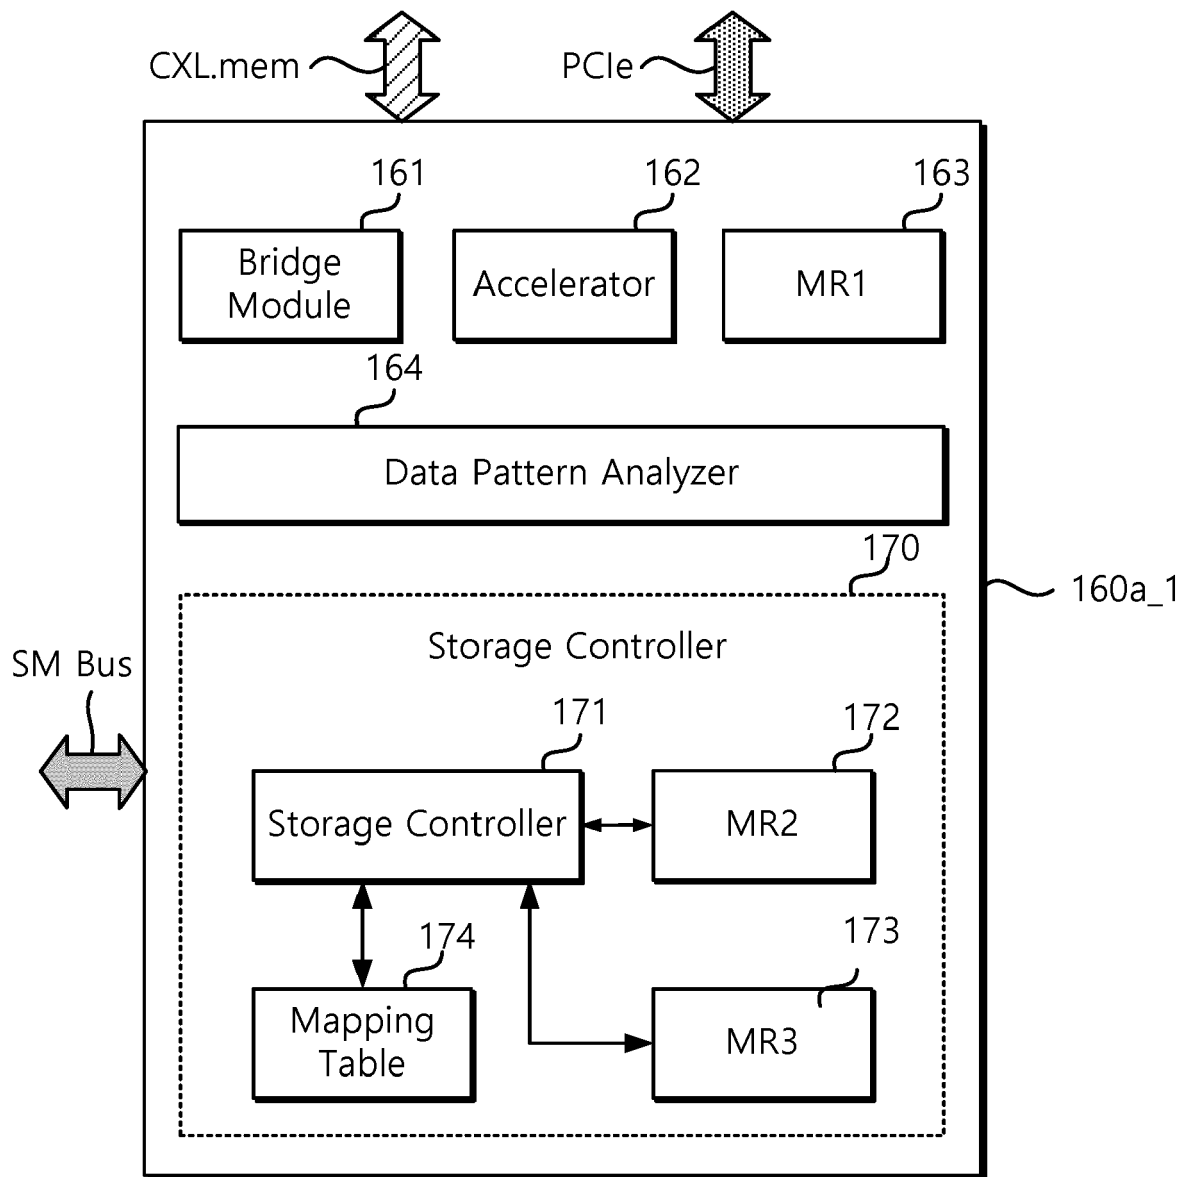 CXL.mem
PCIe
161
162
163
Bridge
Module
Accelerator
MR1
164
Data Pattern Analyzer
170
160a_1
Storage Controller
SM Bus
171
172
Storage Controller
MR2
174
173
Mapping
Table
MR3